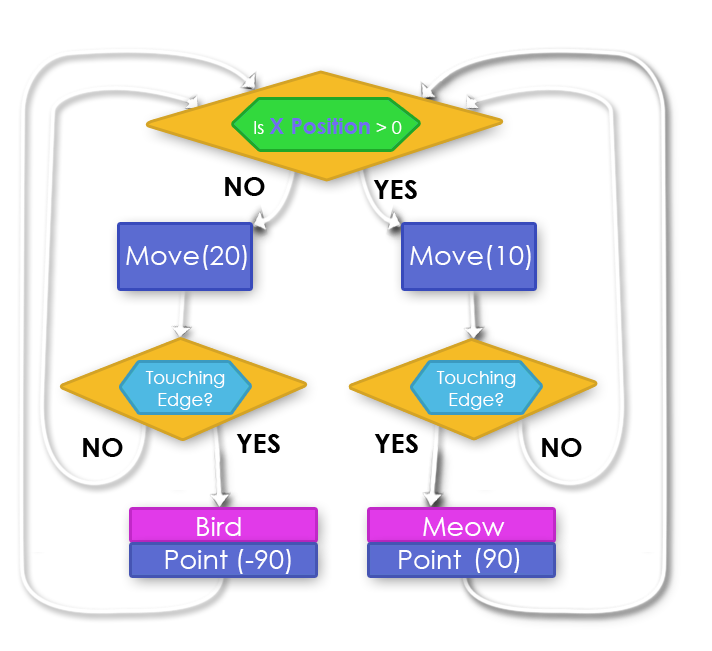 Is X Position > 0
NO
YES
Move(20)
Move(10)
Touching
Edge?
Touching
Edge?
NO
YES
YES
NO
Bird
Point (-90)
Meow
Point (90)